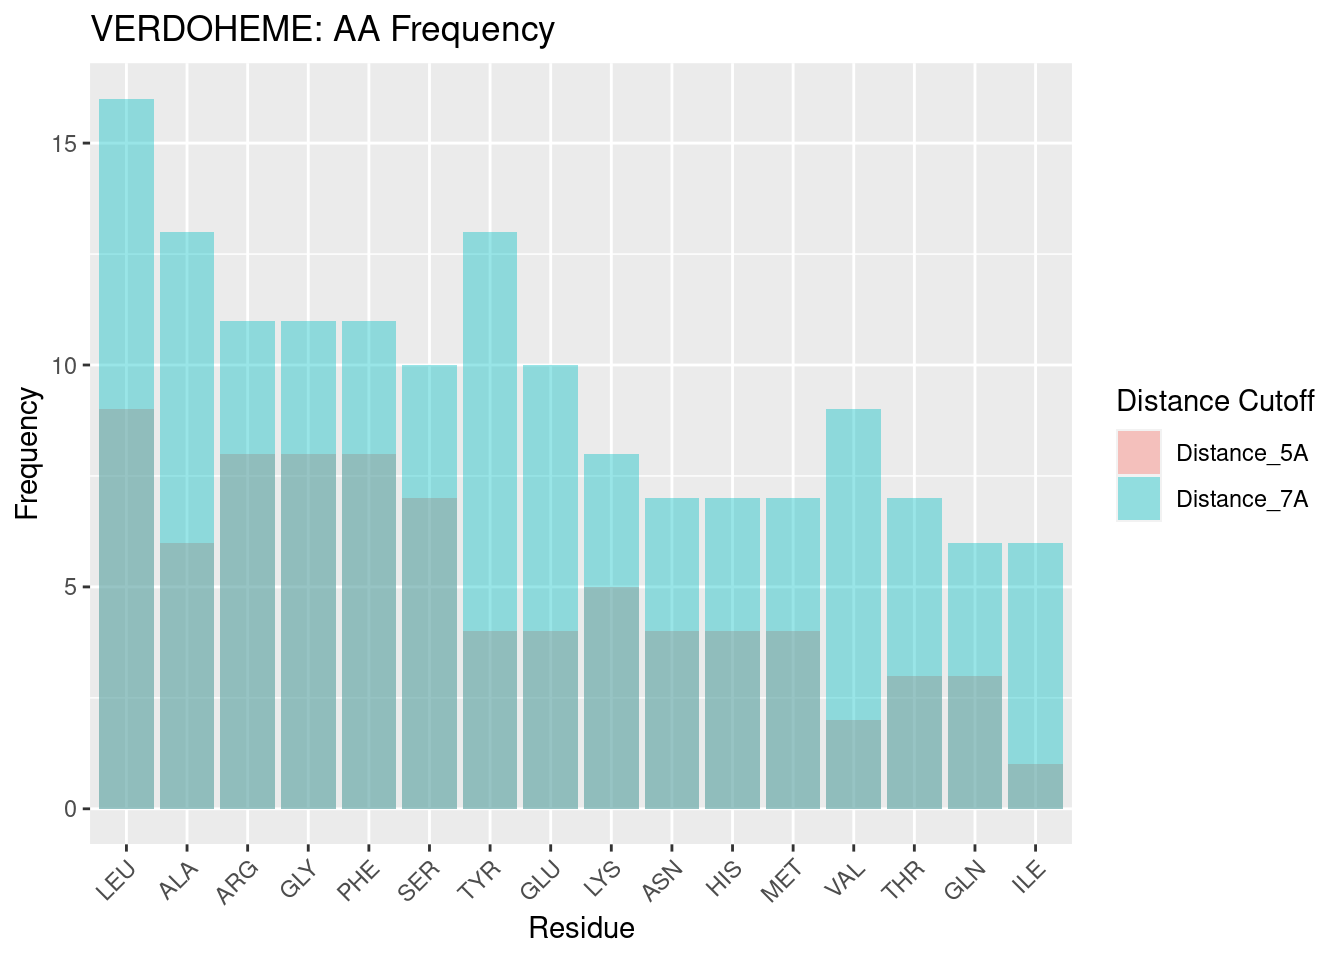 VERDOHEME: AA Frequency
Frequency
15
10
5
0
LEU ALA ARG GLY PHE SER TYR GLU LYS ASN HIS MET VAL THR GLN ILE
Residue
Distance Cutoff
Distance_5A
Distance_7A